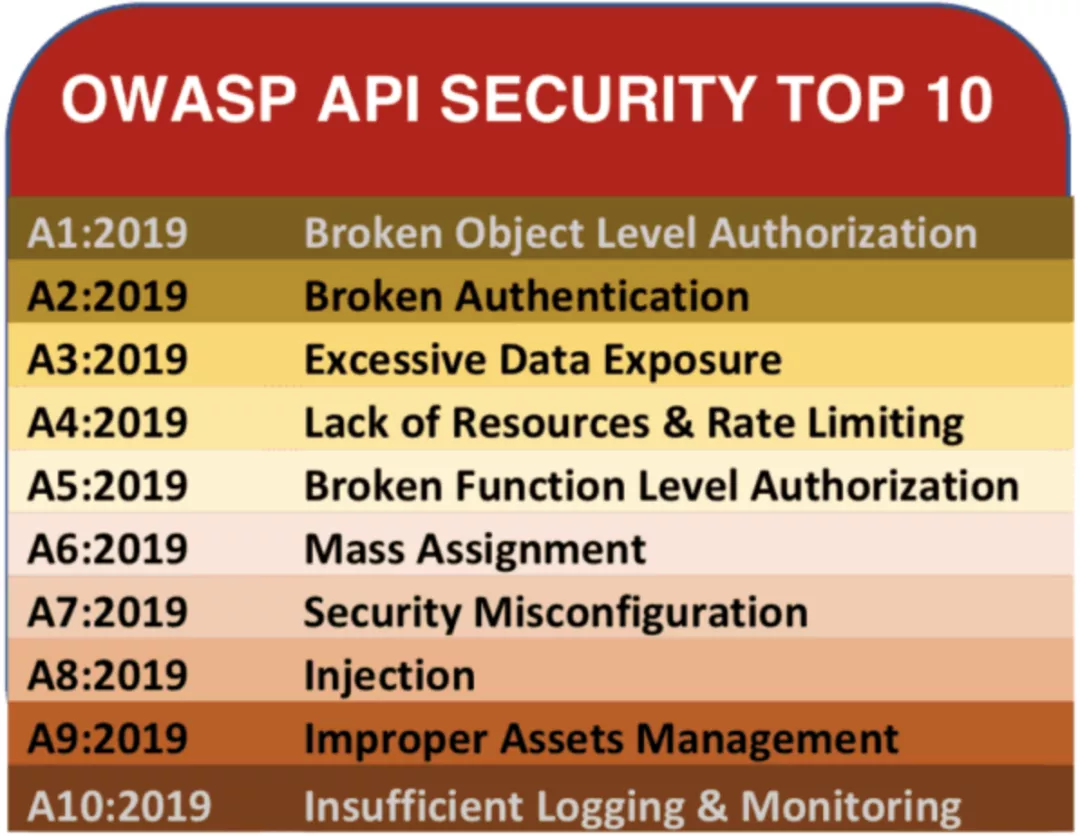 OWASP API SECURITY TOP 10
A1:2019 Broken Object Level Authorization
A2:2019 Broken Authentication
A3:2019 Excessive Data Exposure
A4:2019 Lack of Resources & Rate Limiting
A5:2019 Broken Function Level Authorization
A6:2019 Mass Assignment
A7:2019 Security Misconfiguration
A8:2019 Injection
A9:2019 Improper Assets Management
A10:2019 Insufficient Logging & Monitoring